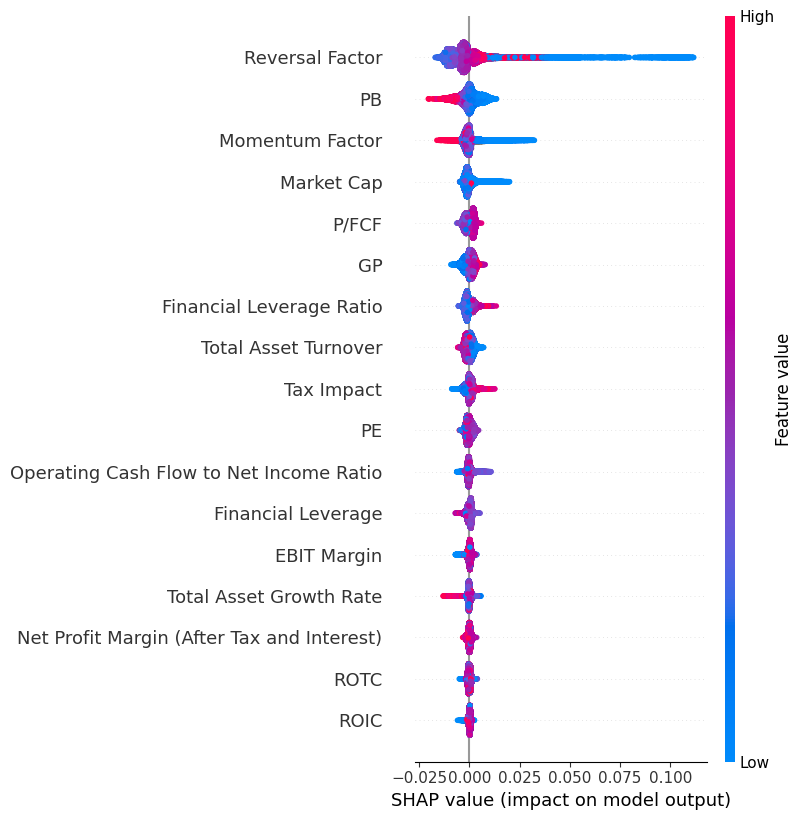 High
Reversal Factor
PB
Momentum Factor
Market Cap
P/FCF
GP
Financial Leverage Ratio
Total Asset Turnover
Tax Impact
PE
Operating Cash Flow to Net Income Ratio
Financial Leverage
EBIT Margin
Total Asset Growth Rate
Net Profit Margin (After Tax and Interest)
ROTC
ROIC
Feature value
Low
−0.025 0.000 0.025 0.050 0.075 0.100
SHAP value (impact on model output)